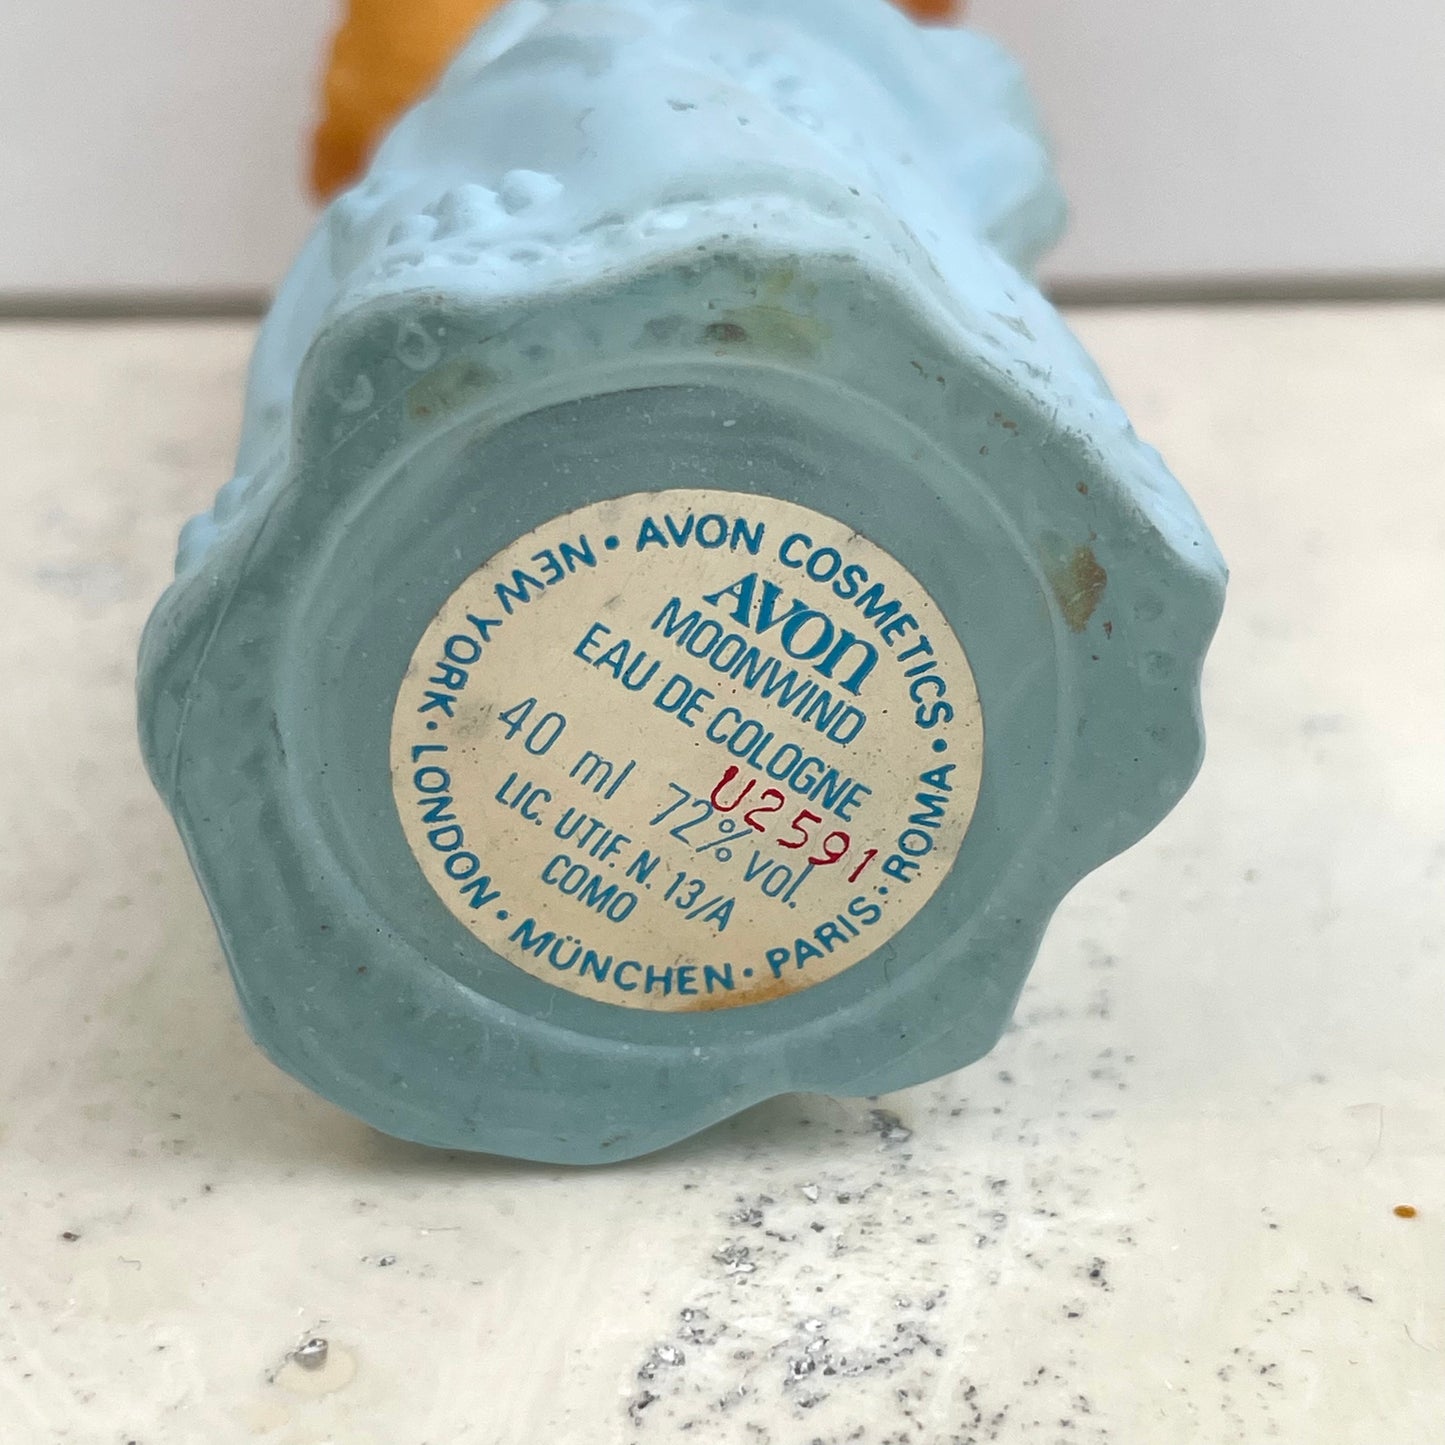 AVON COSMETICS • ROMA • PARIS • MÜNCHEN • LONDON • NEW YORK •
AVON
MOONWIND
EAU DE COLOGNE
U2591
40 ml 72% vol.
LIC. UTIF. N. 13/A
COMO